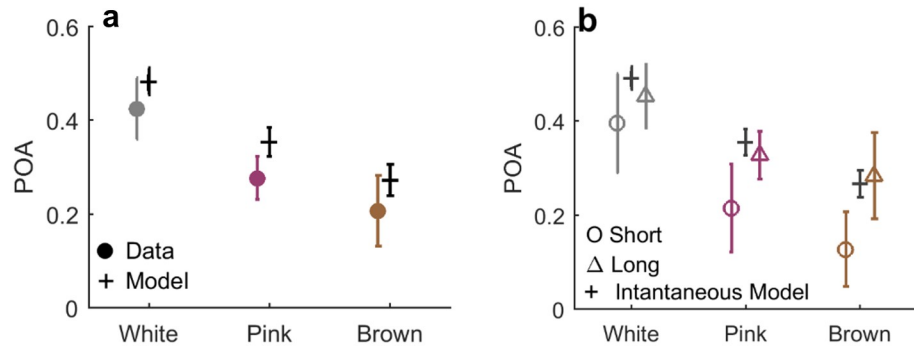 a
0.6
0.4
0.2
0
POA
Data
Model
White Pink Brown
b
0.6
0.4
0.2
0
POA
Short
Long
Intantaneous Model
White Pink Brown